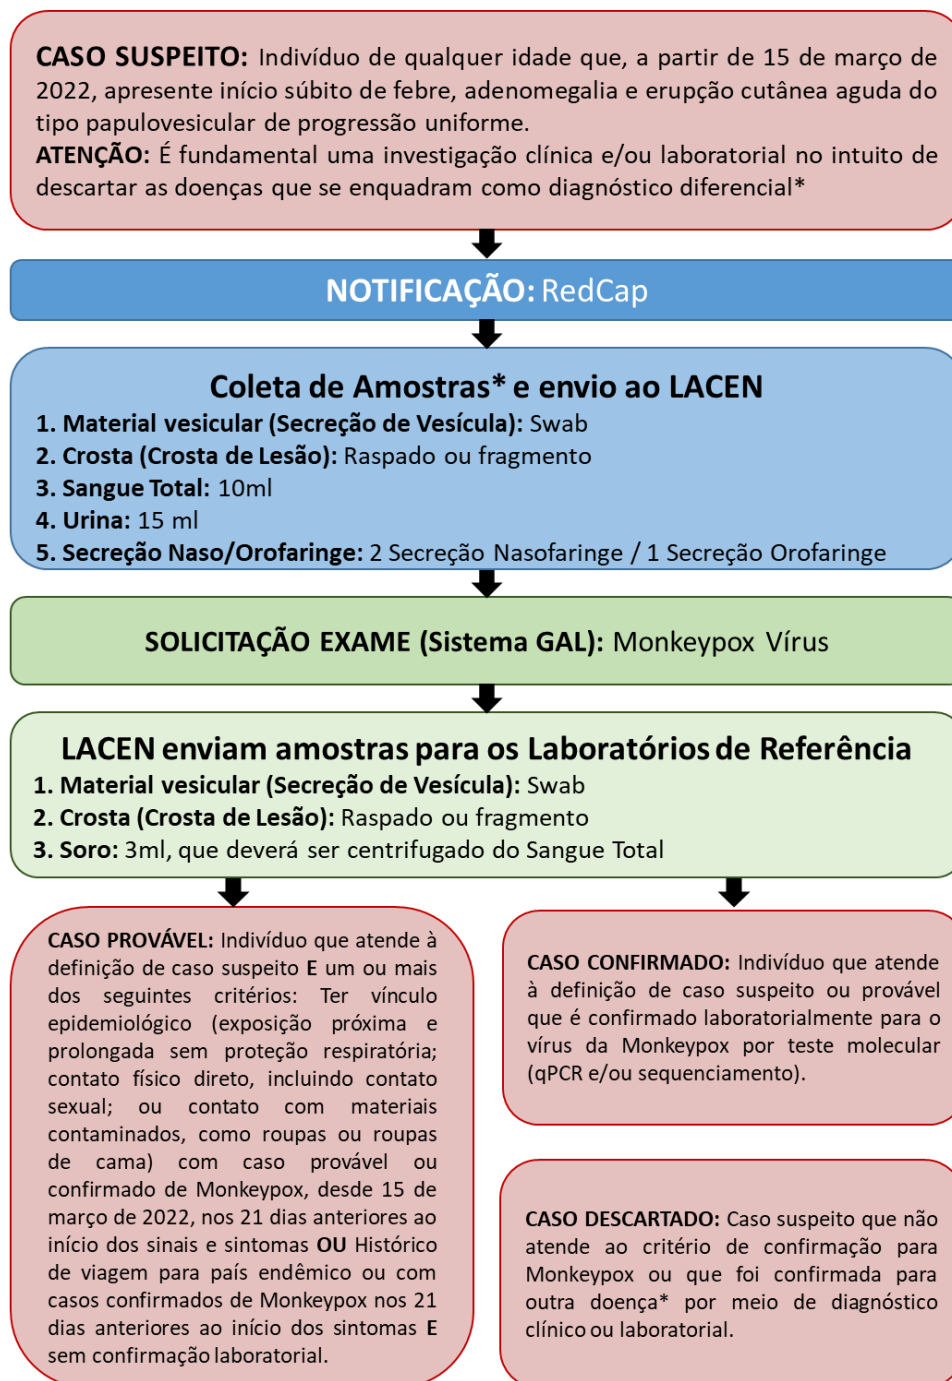 CASO SUSPEITO: Indivíduo de qualquer idade que, a partir de 15 de março de
2022, apresente início súbito de febre, adenomegalia e erupção cutânea aguda do
tipo papulovesicular de progressão uniforme.
ATENÇÃO: É fundamental uma investigação clínica e/ou laboratorial no intuito de
descartar as doenças que se enquadram como diagnóstico diferencial*
NOTIFICAÇÃO: RedCap
Coleta de Amostras* e envio ao LACEN
1. Material vesicular (Secreção de Vesícula): Swab
2. Crosta (Crosta de Lesão): Raspado ou fragmento
3. Sangue Total: 10ml
4. Urina: 15 ml
5. Secreção Naso/Orofaringe: 2 Secreção Nasofaringe / 1 Secreção Orofaringe
SOLICITAÇÃO EXAME (Sistema GAL): Monkeypox Vírus
LACEN enviam amostras para os Laboratórios de Referência
1. Material vesicular (Secreção de Vesícula): Swab
2. Crosta (Crosta de Lesão): Raspado ou fragmento
3. Soro: 3ml, que deverá ser centrifugado do Sangue Total
CASO PROVÁVEL: Indivíduo que atende à
definição de caso suspeito E um ou mais
dos seguintes critérios: Ter vínculo
epidemiológico (exposição próxima e
prolongada sem proteção respiratória;
contato físico direto, incluindo contato
sexual; ou contato com materiais
contaminados, como roupas ou roupas
de cama) com caso provável ou
confirmado de Monkeypox, desde 15 de
março de 2022, nos 21 dias anteriores ao
início dos sinais e sintomas OU Histórico
de viagem para país endêmico ou com
casos confirmados de Monkeypox nos 21
dias anteriores ao início dos sintomas E
sem confirmação laboratorial.
CASO CONFIRMADO: Indivíduo que atende
à definição de caso suspeito ou provável
que é confirmado laboratorialmente para o
vírus da Monkeypox por teste molecular
(qPCR e/ou sequenciamento).
CASO DESCARTADO: Caso suspeito que não
atende ao critério de confirmação para
Monkeypox ou que foi confirmada para
outra doença* por meio de diagnóstico
clínico ou laboratorial.